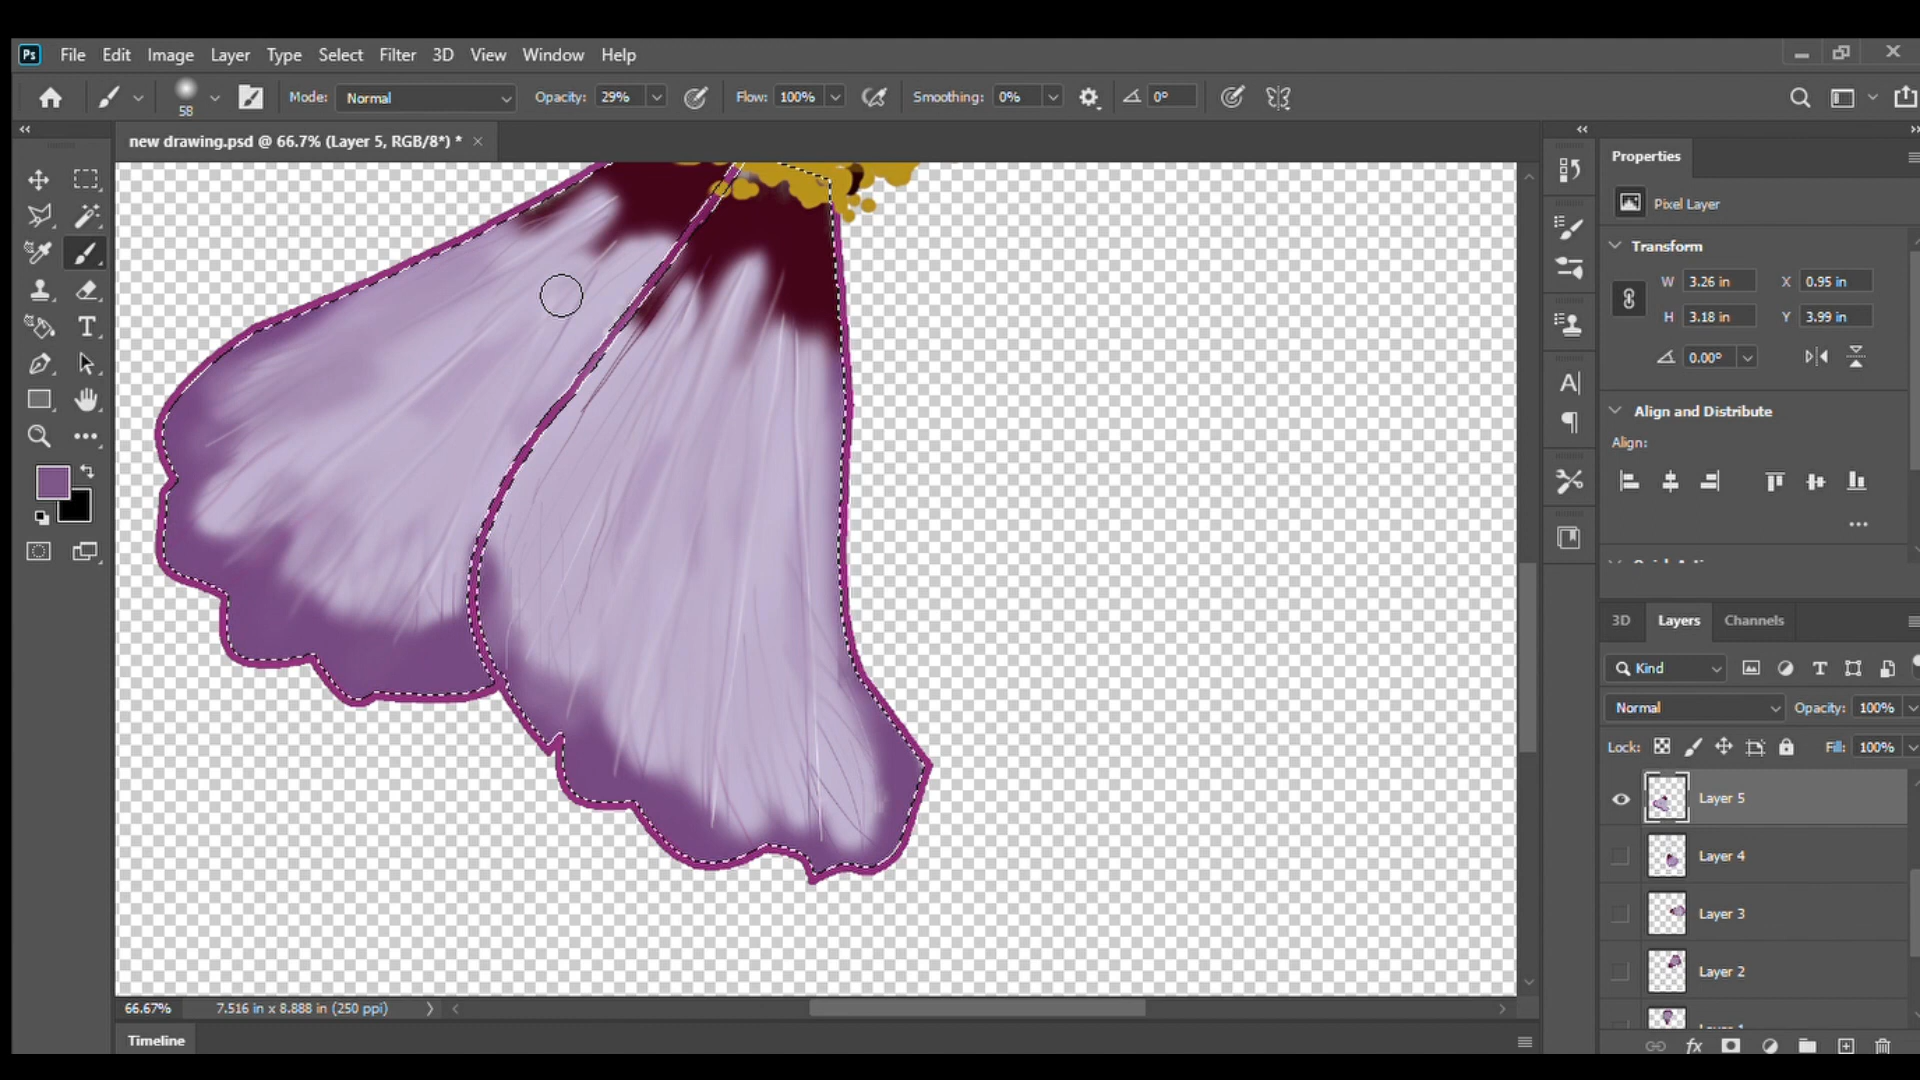 Ps File Edit Image Layer Type Select Filter 3D View Window Help
58 Mode: Normal Opacity: 29% Flow: 100% Smoothing: 0% 0°
new drawing.psd @ 66.7% (Layer 5, RGB/8*) *
Properties
Pixel Layer
Transform
W 3.26 in X 0.95 in
H 3.18 in Y 3.99 in
0.00°
Align and Distribute
Align:
3D Layers Channels
Kind
Normal Opacity: 100%
Lock: Fill: 100%
Layer 5
Layer 4
Layer 3
Layer 2
fx
66.67% 7.516 in x 8.888 in (250 ppi)
Timeline